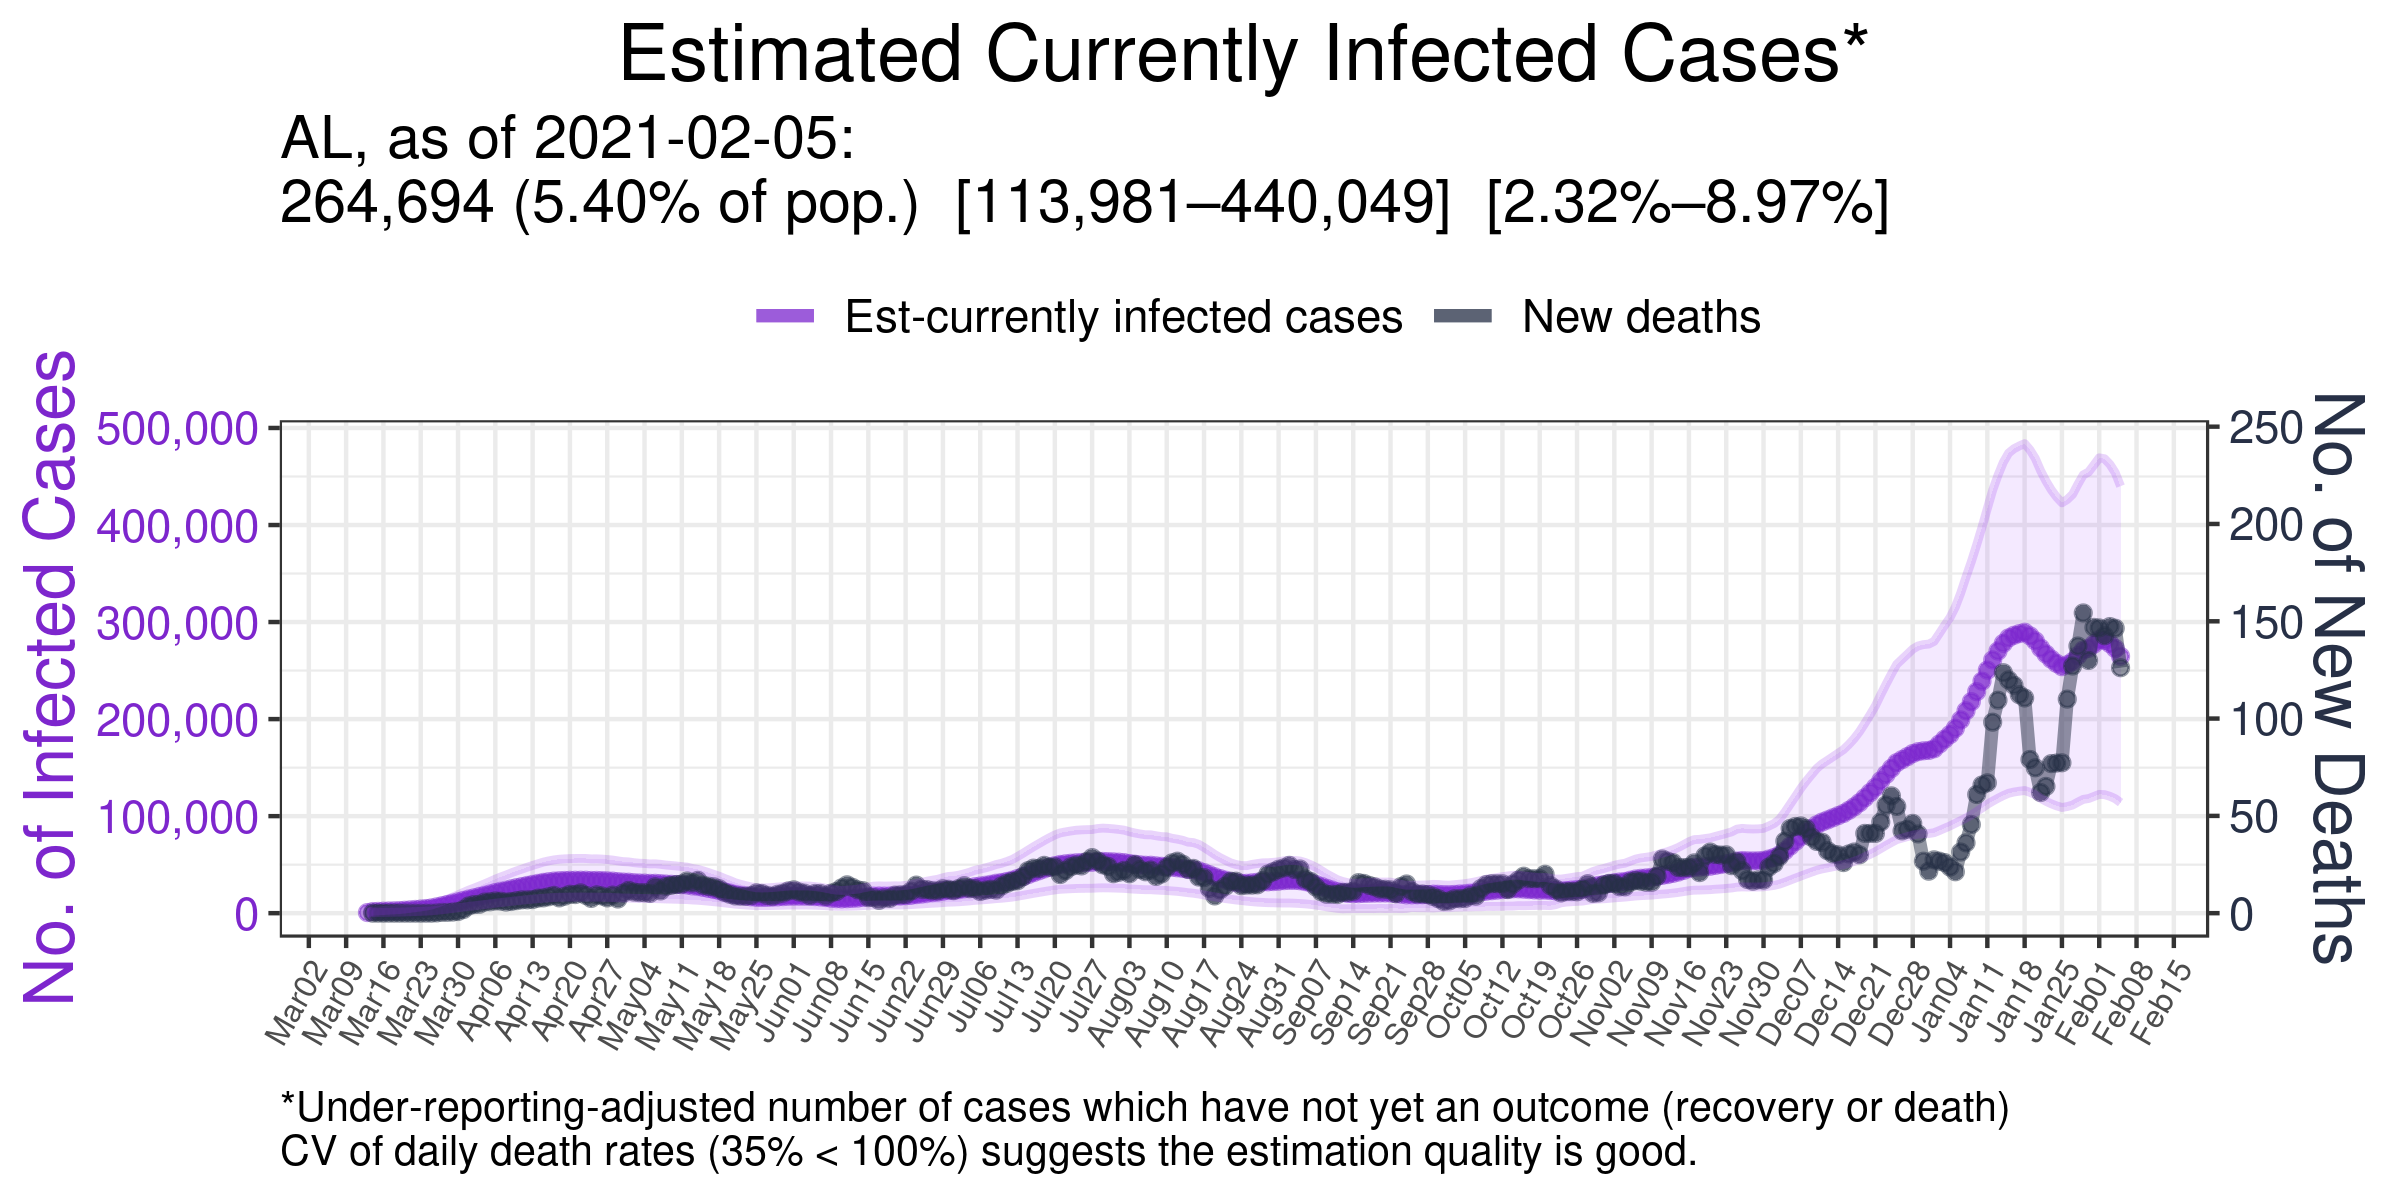 Estimated Currently Infected Cases*
AL, as of 2021-02-05:
264,694 (5.40% of pop.) [113,981–440,049] [2.32%–8.97%]
Est-currently infected cases
New deaths
No. of Infected Cases
500,000
400,000
300,000
200,000
100,000
0
250
200
150
100
50
0
No. of New Deaths
Mar02
Mar09
Mar16
Mar23
Mar30
Apr06
Apr13
Apr20
Apr27
May04
May11
May18
May25
Jun01
Jun08
Jun15
Jun22
Jun29
Jul06
Jul13
Jul20
Jul27
Aug03
Aug10
Aug17
Aug24
Aug31
Sep07
Sep14
Sep21
Sep28
Oct05
Oct12
Oct19
Oct26
Nov02
Nov09
Nov16
Nov23
Nov30
Dec07
Dec14
Dec21
Dec28
Jan04
Jan11
Jan18
Jan25
Feb01
Feb08
Feb15
*Under-reporting-adjusted number of cases which have not yet an outcome (recovery or death)
CV of daily death rates (35% < 100%) suggests the estimation quality is good.